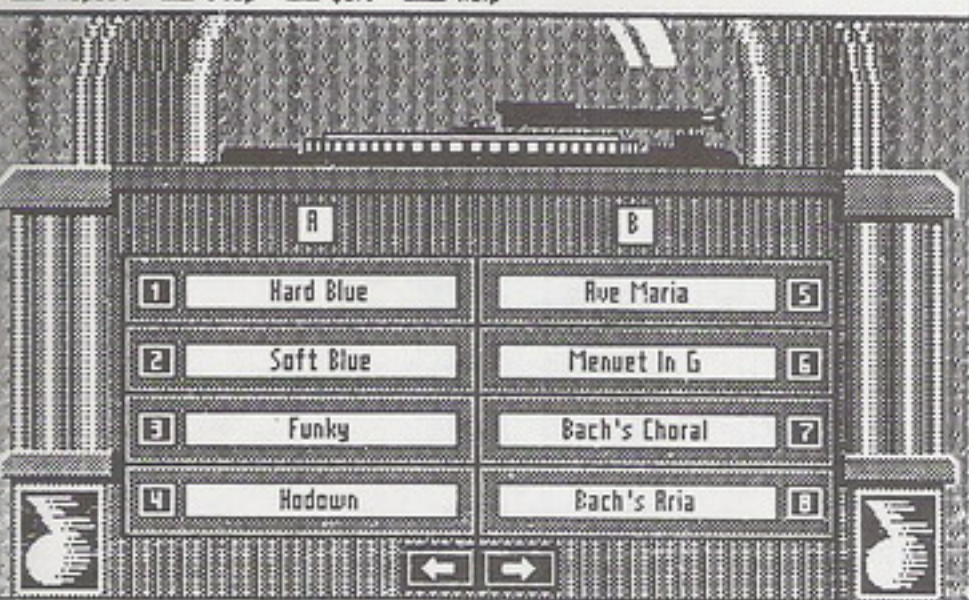 A
B
1 Hard Blue
Ave Maria 5
2 Soft Blue
Menuet In G 6
3 Funky
Bach's Choral 7
4 Hodown
Bach's Aria 8